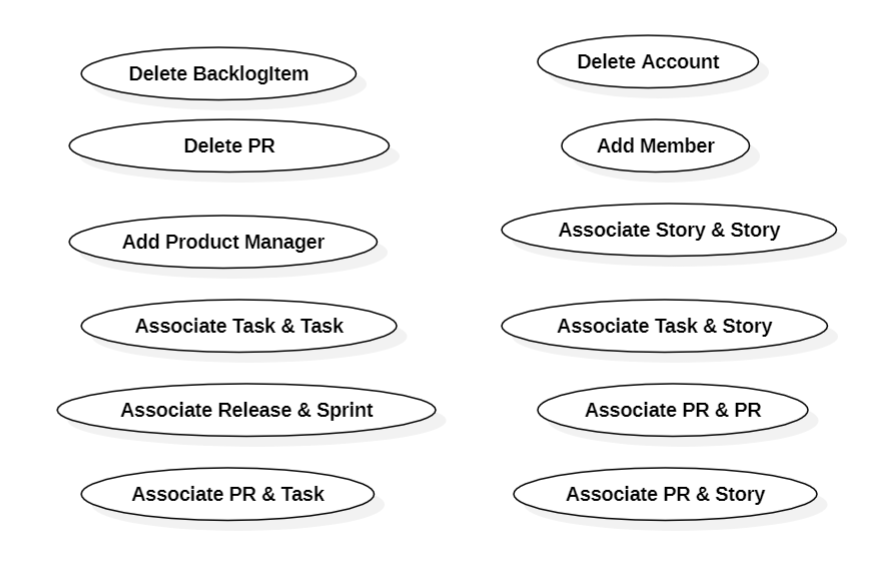 Delete BacklogItem
Delete Account
Delete PR
Add Member
Add Product Manager
Associate Story & Story
Associate Task & Task
Associate Task & Story
Associate Release & Sprint
Associate PR & PR
Associate PR & Task
Associate PR & Story